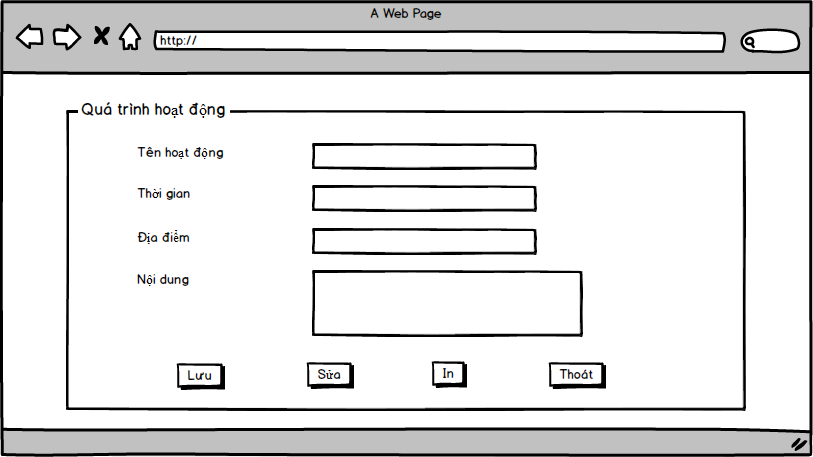 A Web Page
http://
Quá trình hoạt động
Tên hoạt động
Thời gian
Địa điểm
Nội dung
Lưu Sửa In Thoát